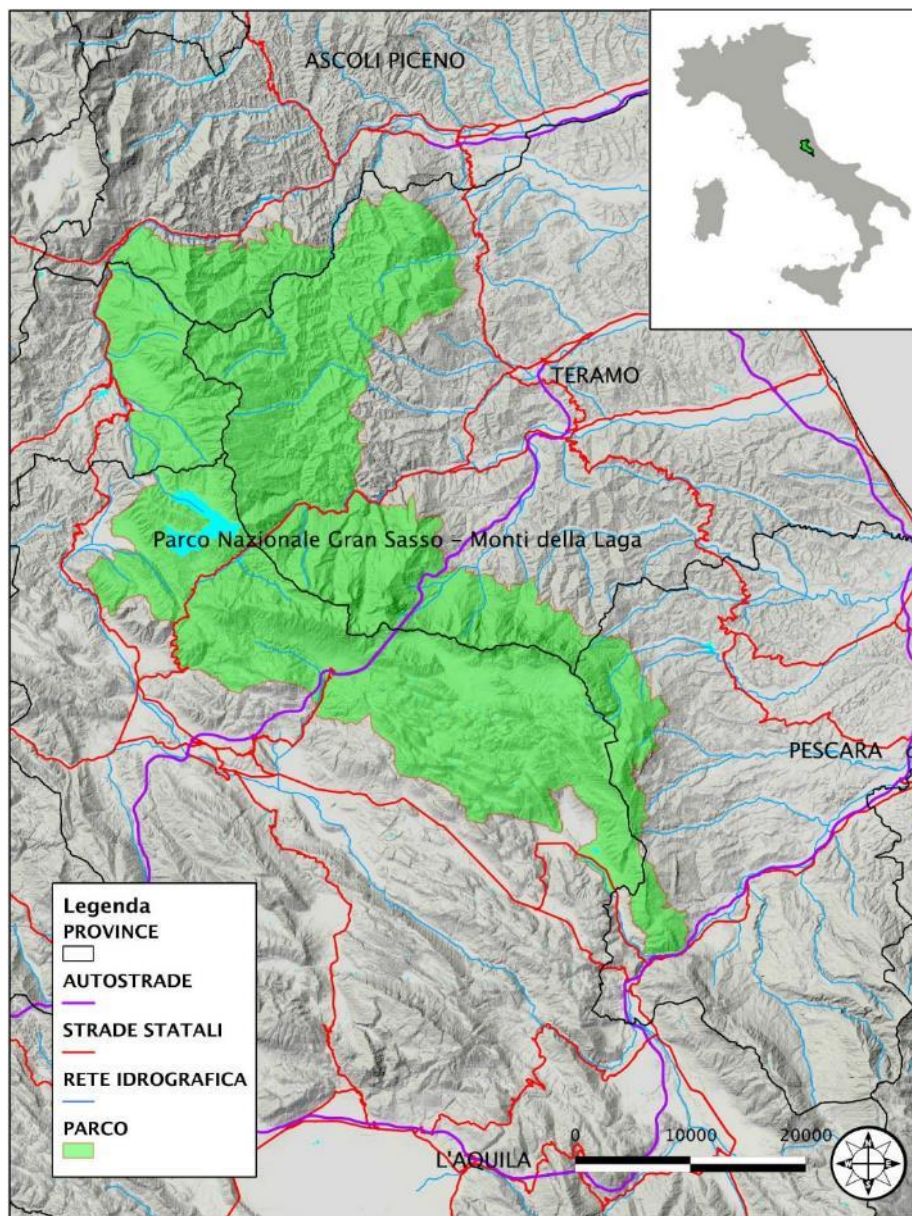 ASCOLI PICENO
TERAMO
Parco Nazionale Gran Sasso - Monti della Laga
PESCARA
Legenda
PROVINCE
AUTOSTRADE
STRADE STATALI
RETE IDROGRAFICA
PARCO
0 10000 20000
L'AQUILA